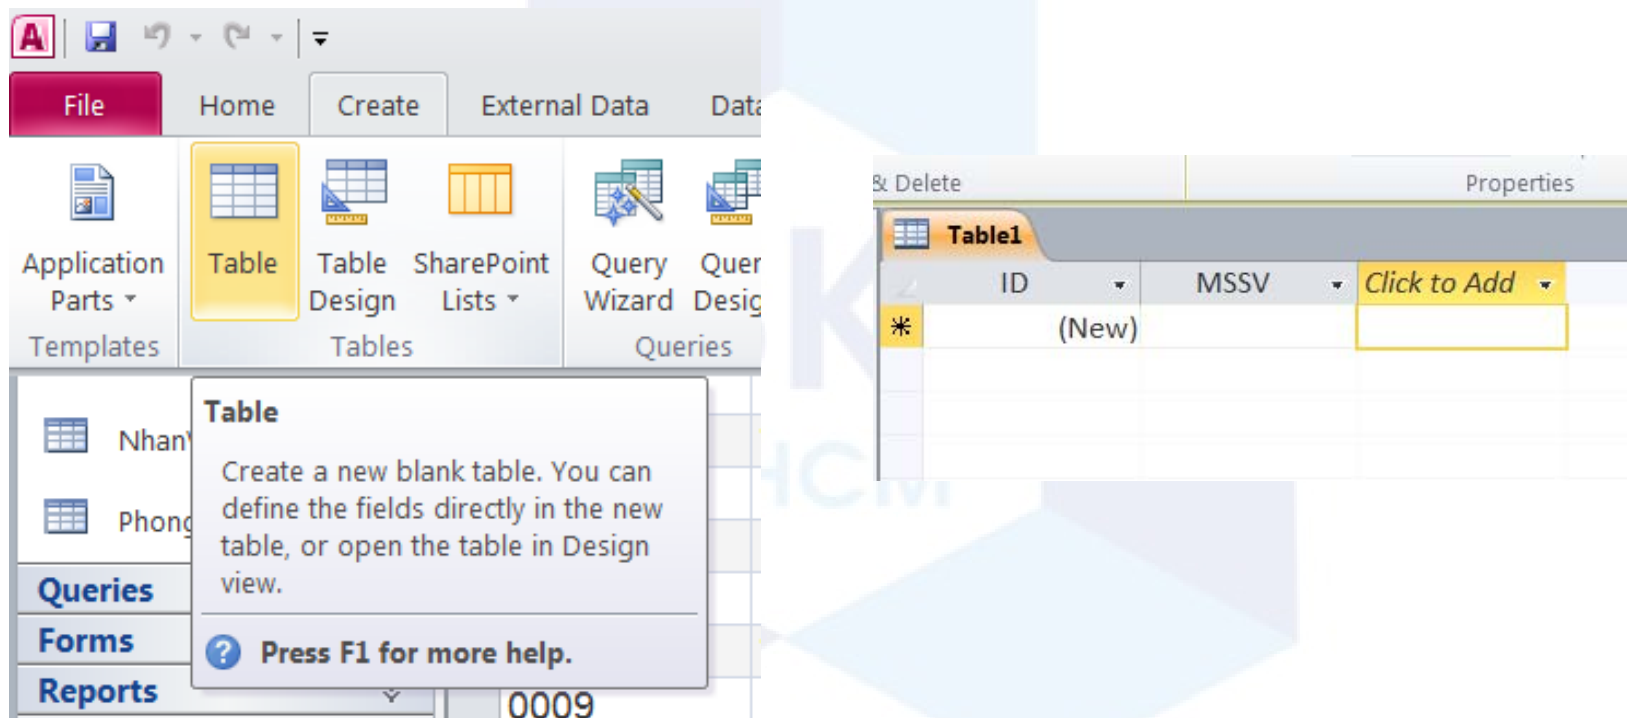 File Home Create External Data Data
Application Parts
Table
Table Design
SharePoint Lists
Query Wizard
Templates
Tables
Queries
Table
Create a new blank table. You can
define the fields directly in the new
table, or open the table in Design
view.
Press F1 for more help.
Queries
Forms
Reports
0009
& Delete
Properties
Table1
ID MSSV Click to Add
(New)
HCM